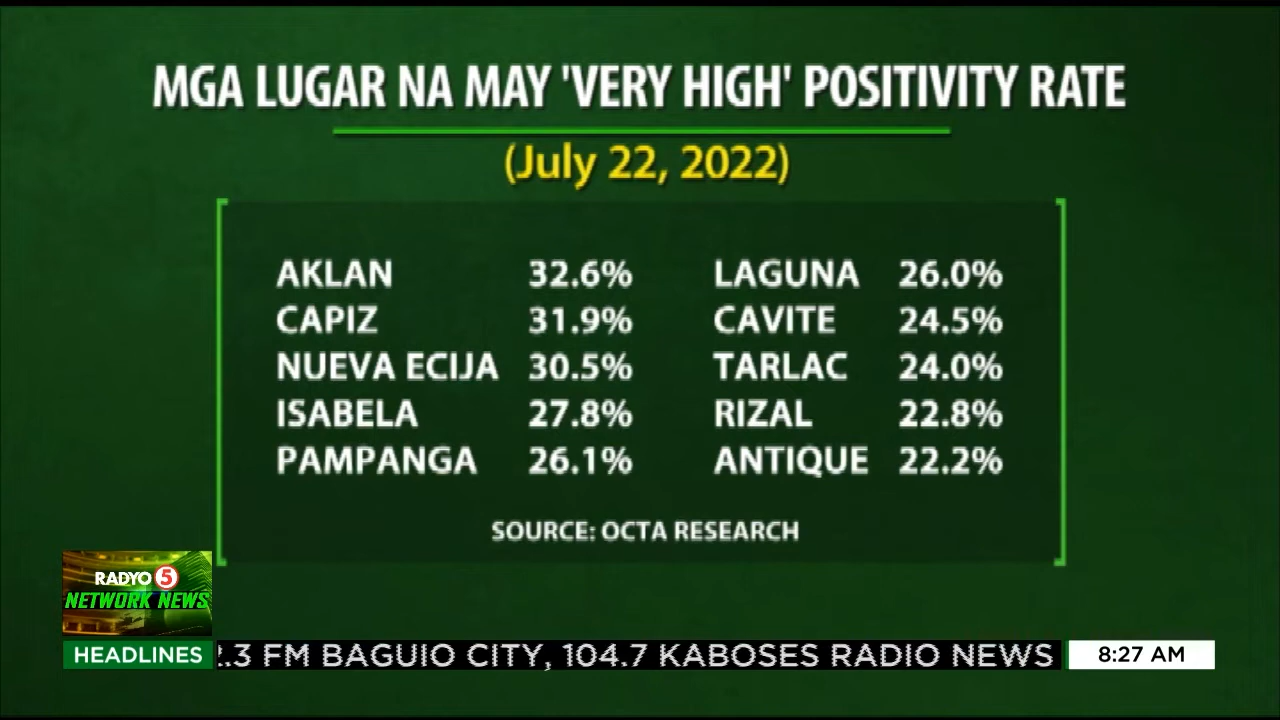 MGA LUGAR NA MAY 'VERY HIGH' POSITIVITY RATE
(July 22, 2022)
AKLAN 32.6%
CAPIZ 31.9%
NUEVA ECIJA 30.5%
ISABELA 27.8%
PAMPANGA 26.1%
LAGUNA 26.0%
CAVITE 24.5%
TARLAC 24.0%
RIZAL 22.8%
ANTIQUE 22.2%
SOURCE: OCTA RESEARCH
RADYO 5
NETWORK NEWS
HEADLINES
.3 FM BAGUIO CITY, 104.7 KABOSES RADIO NEWS
8:27 AM